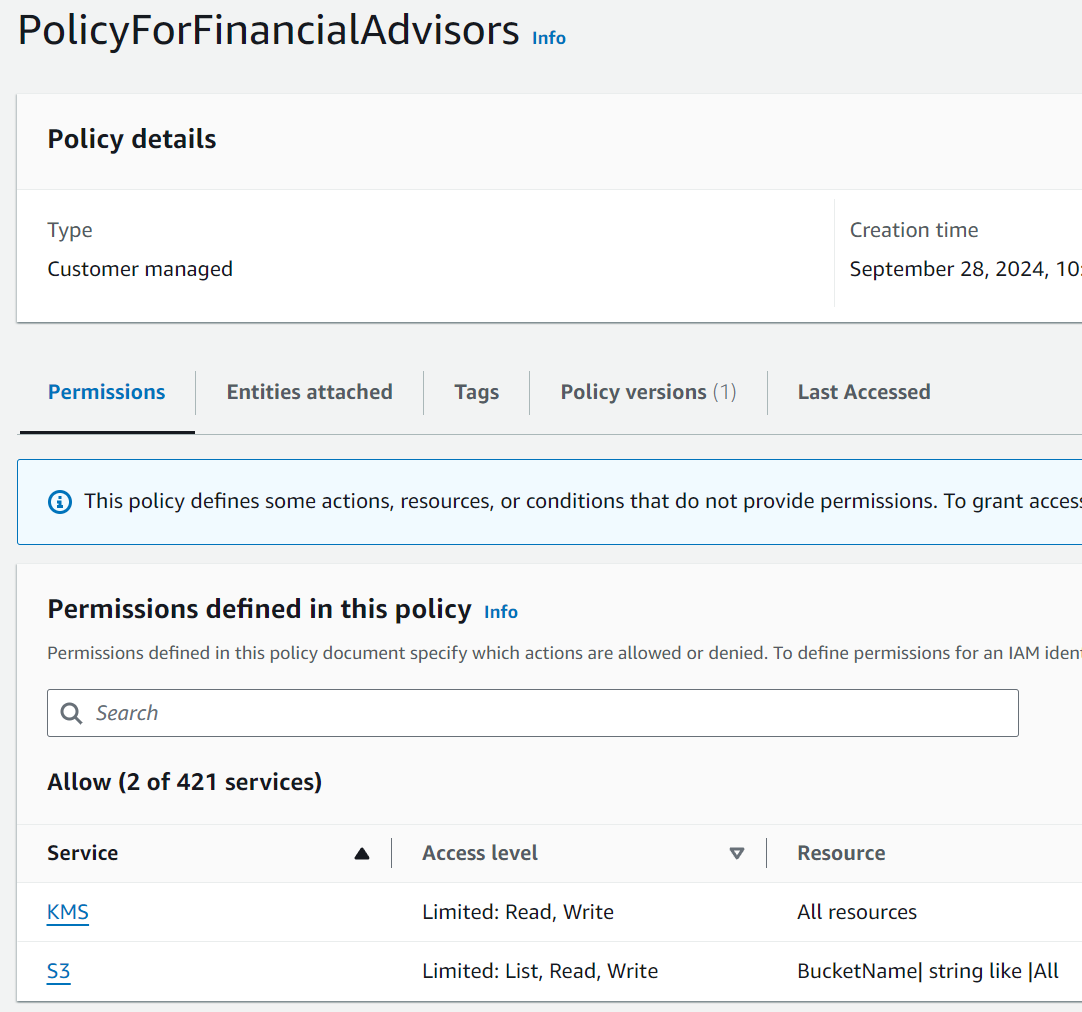 PolicyForFinancialAdvisors Info
Policy details
Type
Customer managed
Creation time
September 28, 2024, 10:
Permissions
Entities attached
Tags
Policy versions (1)
Last Accessed
This policy defines some actions, resources, or conditions that do not provide permissions. To grant access
Permissions defined in this policy Info
Permissions defined in this policy document specify which actions are allowed or denied. To define permissions for an IAM iden
Search
Allow (2 of 421 services)
Service Access level Resource
KMS Limited: Read, Write All resources
S3 Limited: List, Read, Write BucketName| string like |All